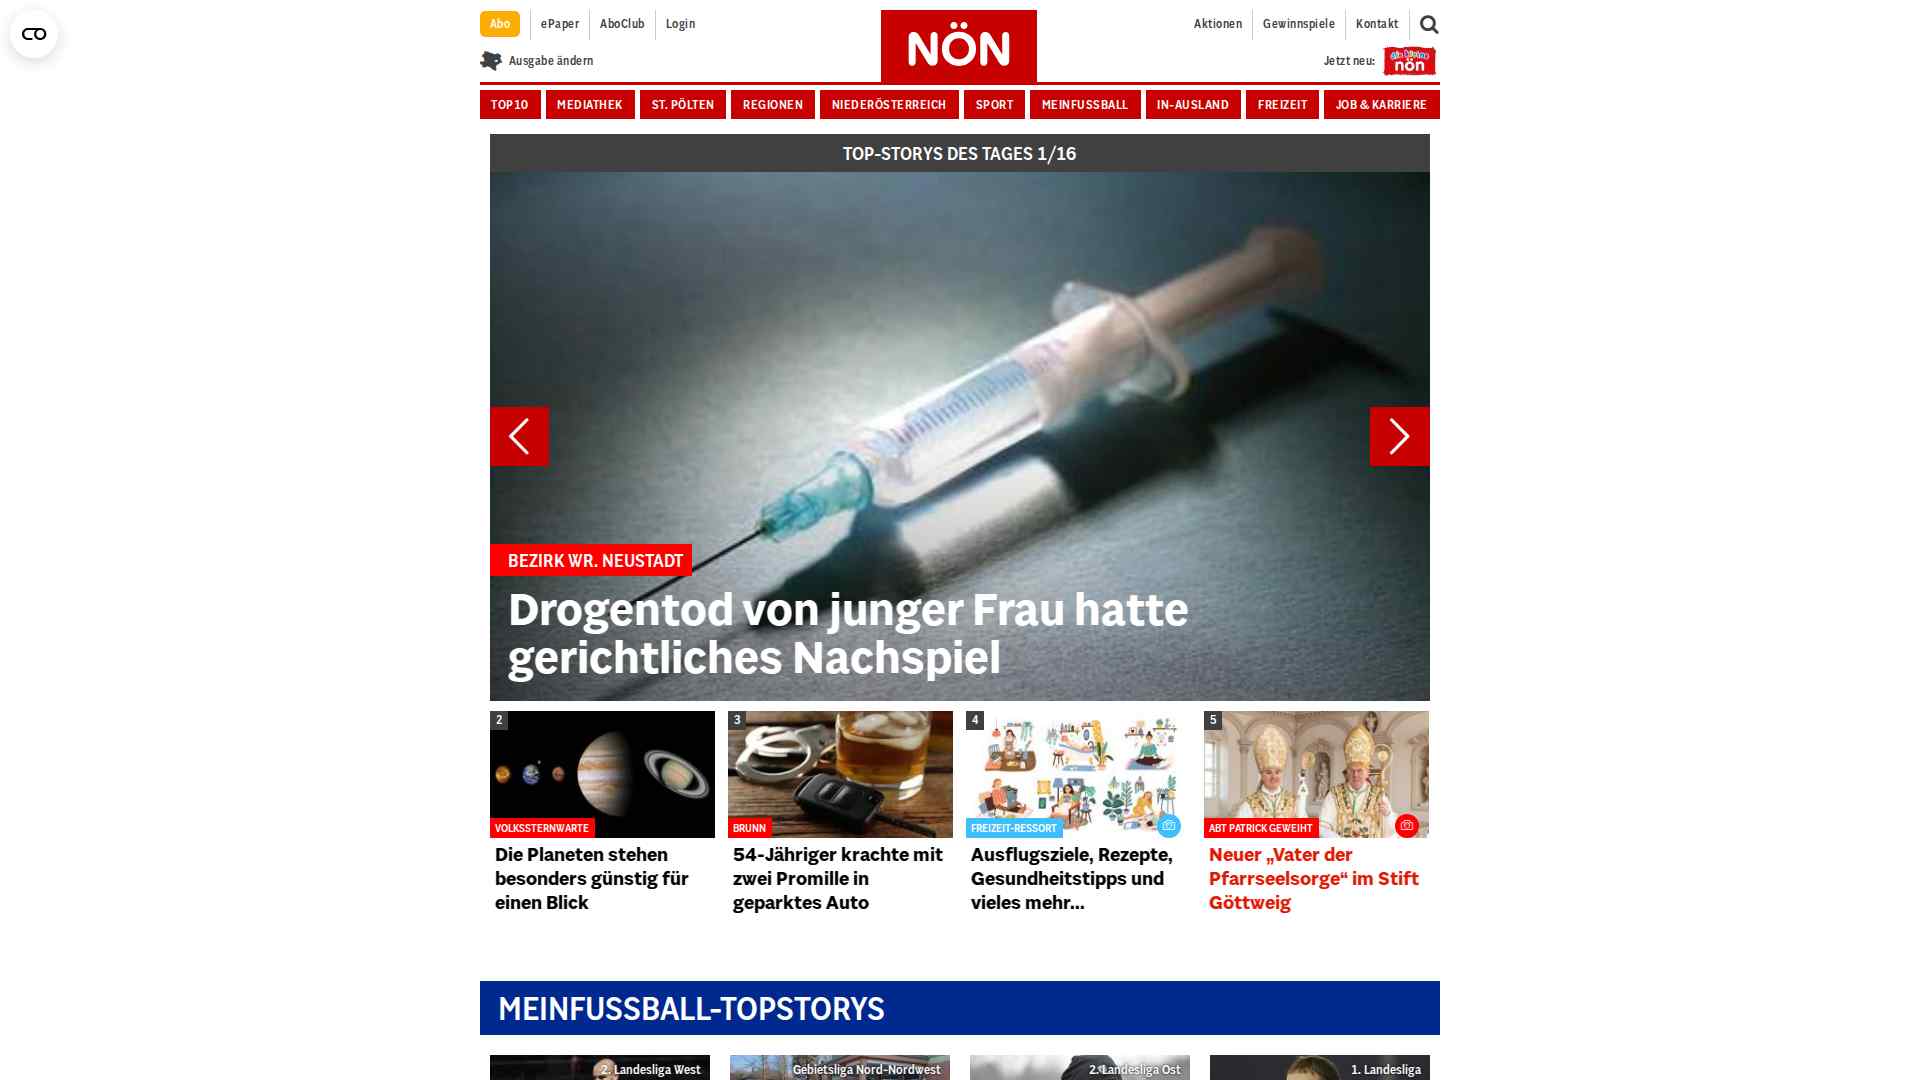 Abo
ePaper
AboClub
Login
NÖN
Aktionen
Gewinnspiele
Kontakt
Ausgabe ändern
Jetzt neu:
die kleine
nön
TOP10
MEDIATHEK
ST. PÖLTEN
REGIONEN
NIEDERÖSTERREICH
SPORT
MEINFUSSBALL
IN-AUSLAND
FREIZEIT
JOB & KARRIERE
TOP-STORYS DES TAGES 1/16
BEZIRK WR. NEUSTADT
Drogentod von junger Frau hatte
gerichtliches Nachspiel
2
VOLKSSTERNWARTE
Die Planeten stehen
besonders günstig für
einen Blick
3
BRUNN
54-Jähriger krachte mit
zwei Promille in
geparktes Auto
4
FREIZEIT-RESSORT
Ausflugsziele, Rezepte,
Gesundheitstipps und
vieles mehr...
5
ABT PATRICK GEWEIHT
Neuer „Vater der
Pfarrseelsorge“ im Stift
Göttweig
MEINFUSSBALL-TOPSTORYS
2. Landesliga West
Gebietsliga Nord-Nordwest
2. Landesliga Ost
1. Landesliga